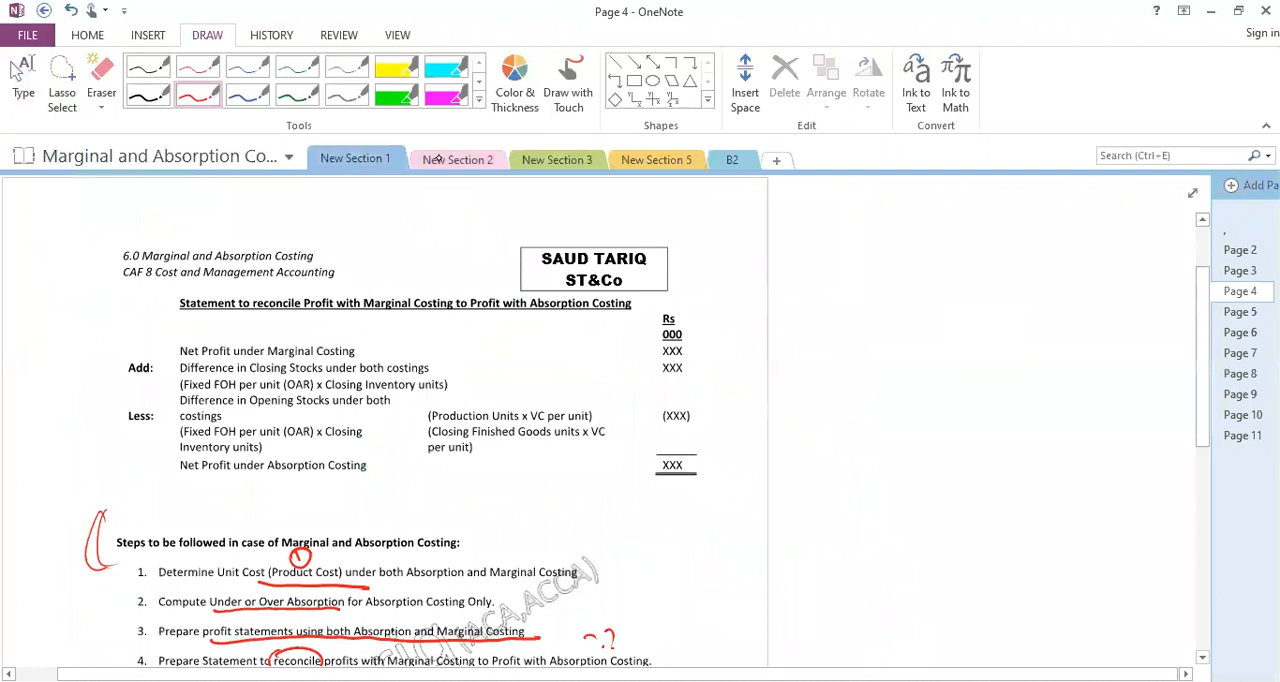 Page 4 - OneNote
?
Sign in
FILE HOME INSERT DRAW HISTORY REVIEW VIEW
Type
Lasso Select
Eraser
Color & Thickness
Draw with Touch
Insert Space
Delete
Arrange
Rotate
Ink to Text
Ink to Math
Tools Shapes Edit Convert
Marginal and Absorption Co...
New Section 1 New Section 2 New Section 3 New Section 5 B2 +
Search (Ctrl+E)
Add Pa
,
Page 2
Page 3
Page 4
Page 5
Page 6
Page 7
Page 8
Page 9
Page 10
Page 11
6.0 Marginal and Absorption Costing
CAF 8 Cost and Management Accounting
SAUD TARIQ
ST&Co
Statement to reconcile Profit with Marginal Costing to Profit with Absorption Costing
Rs
000
Net Profit under Marginal Costing XXX
Add: Difference in Closing Stocks under both costings XXX
(Fixed FOH per unit (OAR) x Closing Inventory units)
Difference in Opening Stocks under both
Less: costings (Production Units x VC per unit) (XXX)
(Fixed FOH per unit (OAR) x Closing (Closing Finished Goods units x VC
Inventory units) per unit)
Net Profit under Absorption Costing XXX
Steps to be followed in case of Marginal and Absorption Costing:
1
1. Determine Unit Cost (Product Cost) under both Absorption and Marginal Costing
2. Compute Under or Over Absorption for Absorption Costing Only.
3. Prepare profit statements using both Absorption and Marginal Costing
4. Prepare Statement to reconcile profits with Marginal Costing to Profit with Absorption Costing.
(ACA,ACCA)